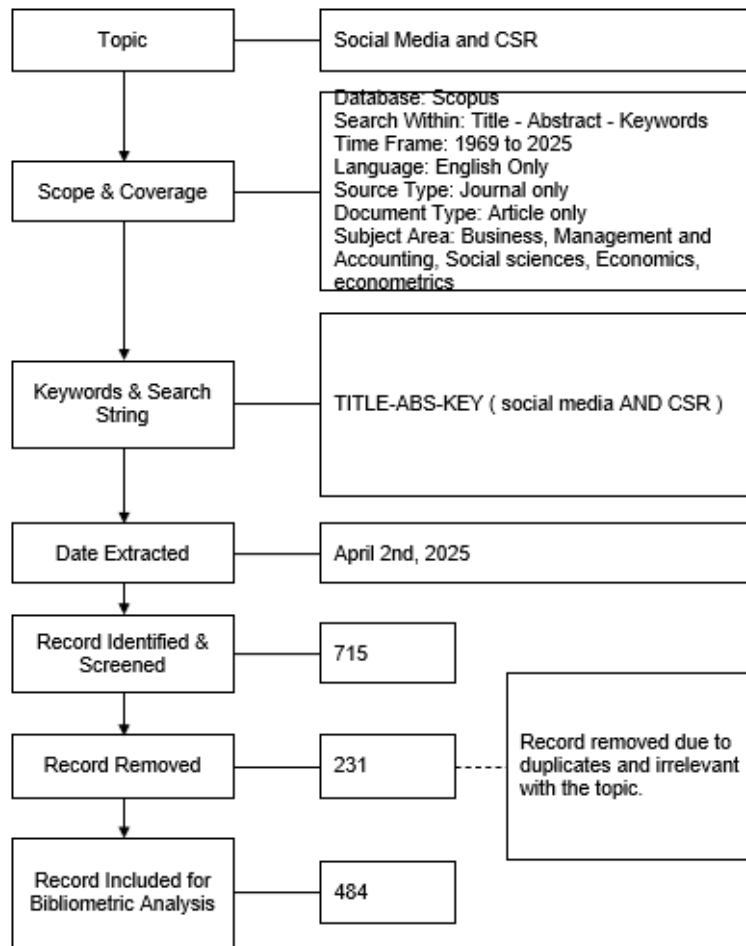 Topic
Social Media and CSR
Scope & Coverage
Database: Scopus
Search Within: Title - Abstract - Keywords
Time Frame: 1969 to 2025
Language: English Only
Source Type: Journal only
Document Type: Article only
Subject Area: Business, Management and
Accounting, Social sciences, Economics,
econometrics
Keywords & Search
String
TITLE-ABS-KEY ( social media AND CSR )
Date Extracted
April 2nd, 2025
Record Identified &
Screened
715
Record Removed
231
Record removed due to
duplicates and irrelevant
with the topic.
Record Included for
Bibliometric Analysis
484